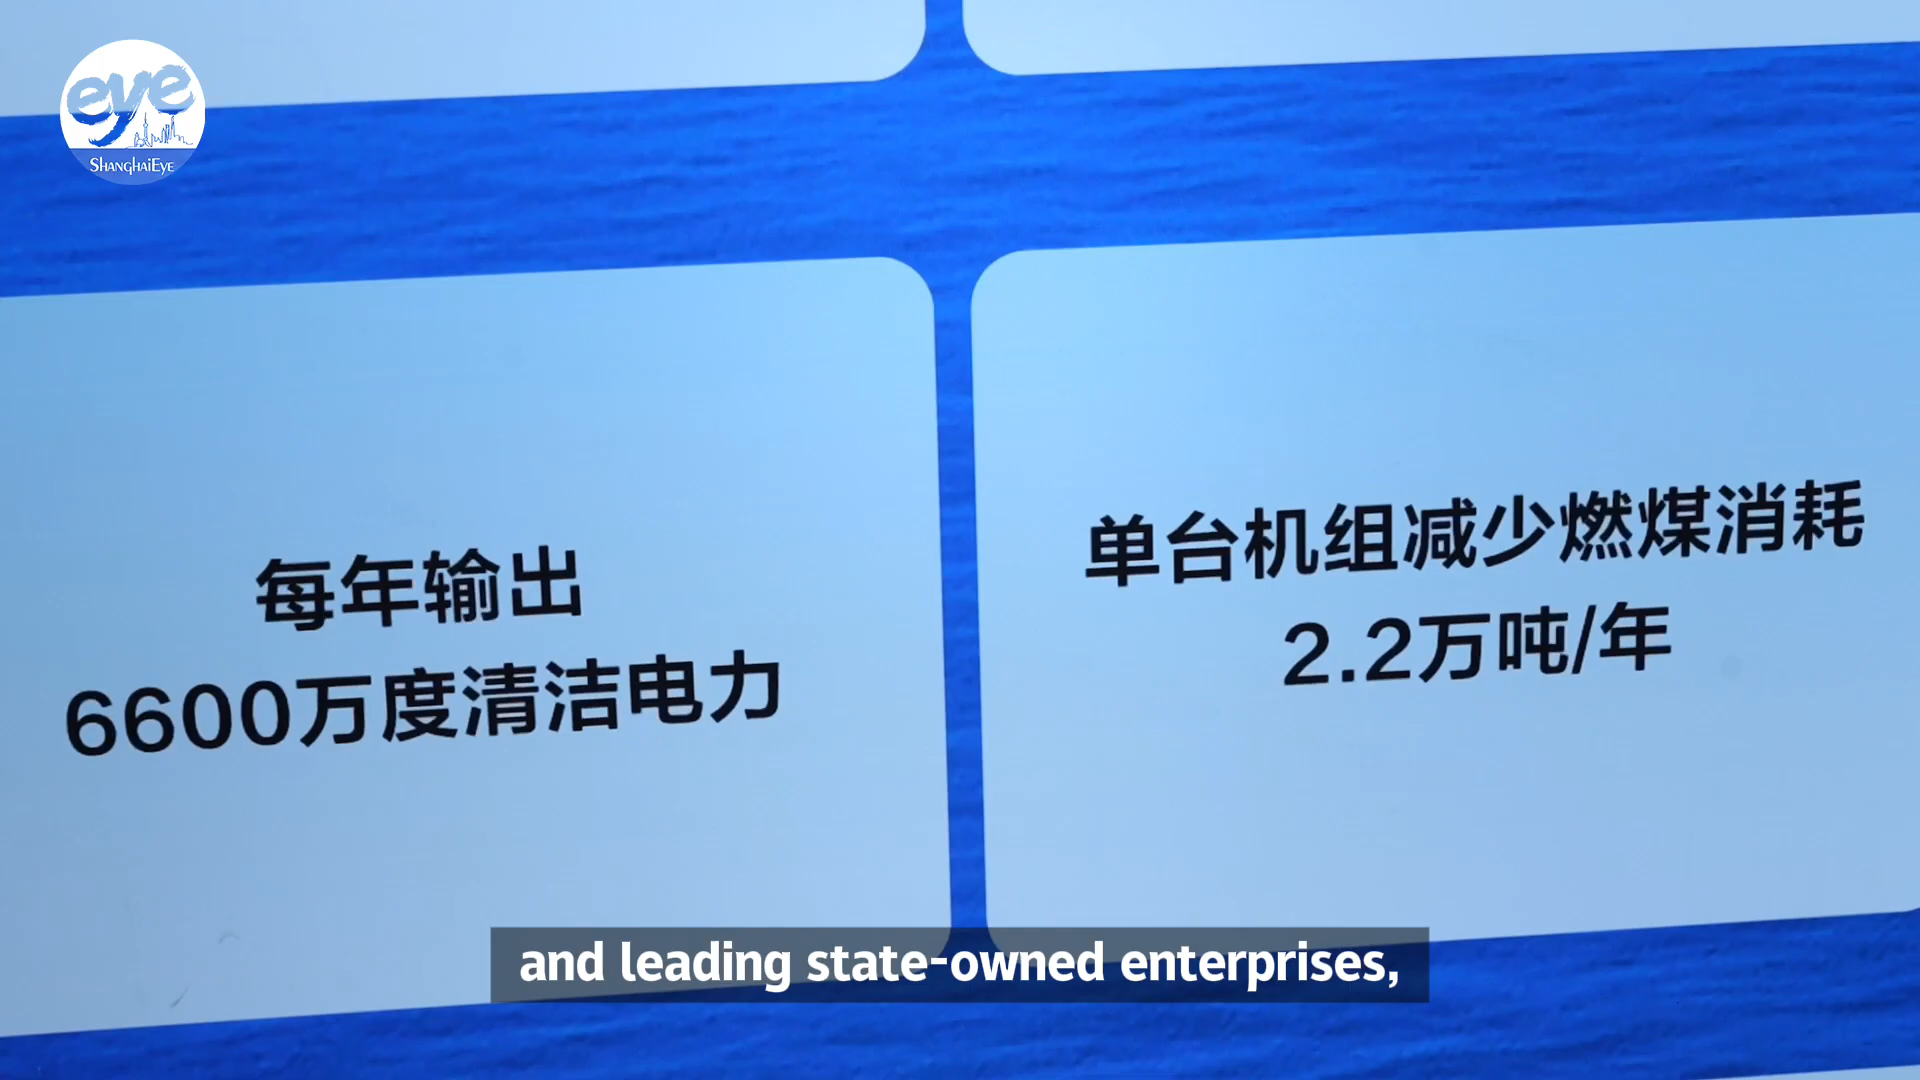 eye
ShanghaiEye
每年输出
6600万度清洁电力
单台机组减少燃煤消耗
2.2万吨/年
and leading state-owned enterprises,